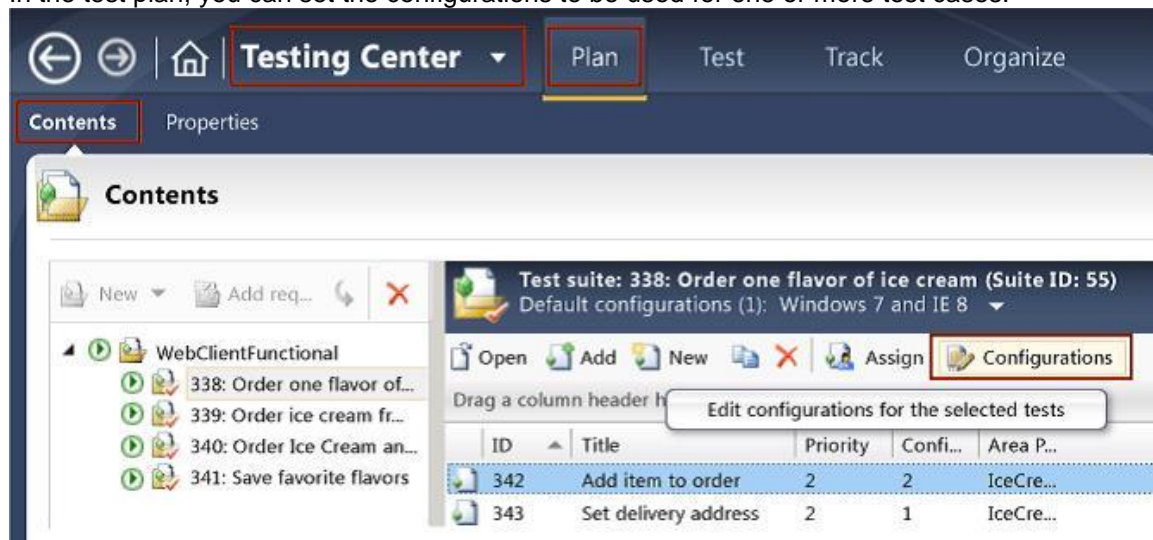 In the test plan, you can set the configurations to be used for one or more test cases.
Testing Center Plan Test Track Organize
Contents Properties
Contents
New Add req...
Test suite: 338: Order one flavor of ice cream (Suite ID: 55)
Default configurations (1): Windows 7 and IE 8
WebClientFunctional
338: Order one flavor of...
339: Order ice cream fr...
340: Order Ice Cream an...
341: Save favorite flavors
Open Add New Assign Configurations
Drag a column header h
Edit configurations for the selected tests
ID Title Priority Confi... Area P...
342 Add item to order 2 2 IceCre...
343 Set delivery address 2 1 IceCre...